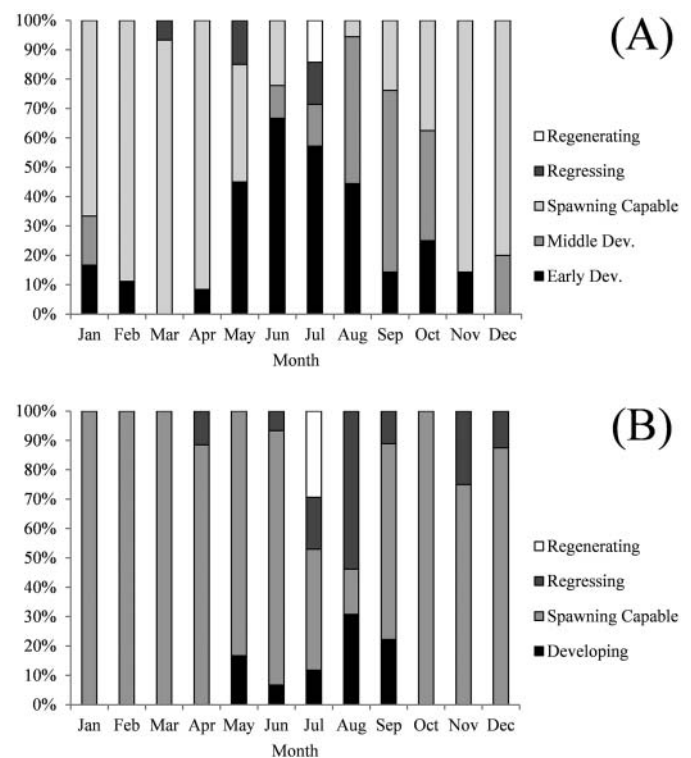 (A)
100%
90%
80%
70%
60%
50%
40%
30%
20%
10%
0%
Jan Feb Mar Apr May Jun Jul Aug Sep Oct Nov Dec
Month
Regenerating
Regressing
Spawning Capable
Middle Dev.
Early Dev.
(B)
100%
90%
80%
70%
60%
50%
40%
30%
20%
10%
0%
Jan Feb Mar Apr May Jun Jul Aug Sep Oct Nov Dec
Month
Regenerating
Regressing
Spawning Capable
Developing